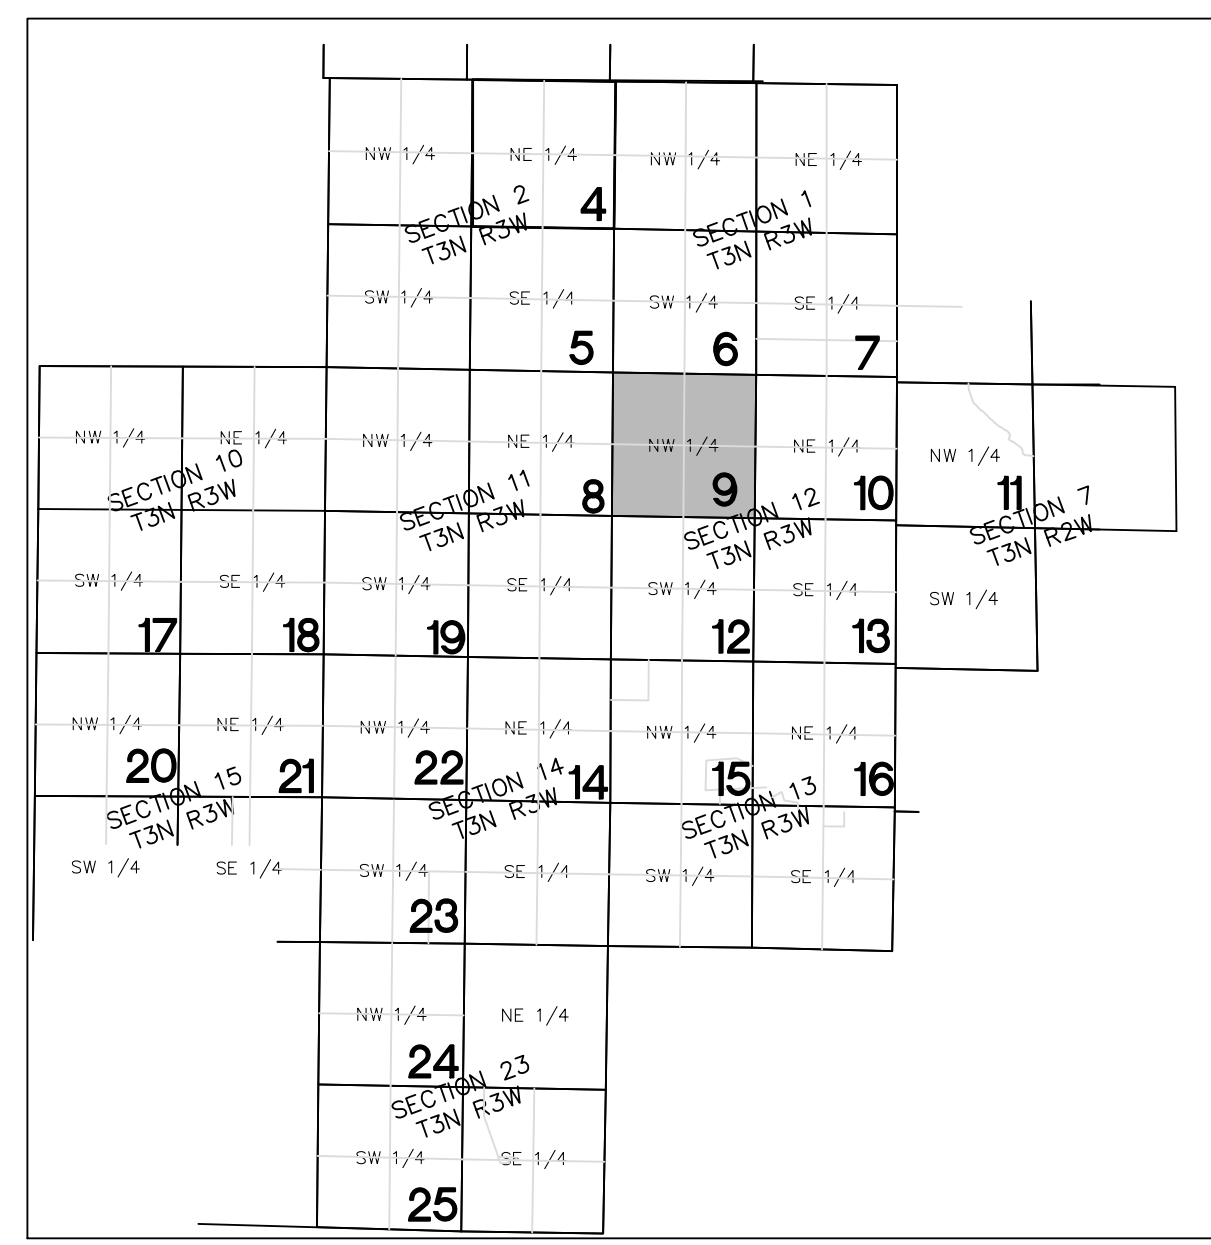 NW 1/4
NE 1/4
NW 1/4
NE 1/4
4
SECTION 2
T3N R3W
SECTION 1
T3N R3W
SW 1/4
SE 1/4
SW 1/4
SE 1/4
5
6
7
NW 1/4
NE 1/4
NW 1/4
NE 1/4
NW 1/4
NE 1/4
NW 1/4
8
9
10
11
SECTION 10
T3N R3W
SECTION 11
T3N R3W
SECTION 12
T3N R3W
SECTION 7
T3N R2W
SW 1/4
SE 1/4
SW 1/4
SE 1/4
SW 1/4
SE 1/4
SW 1/4
17
18
19
12
13
NW 1/4
NE 1/4
NW 1/4
NE 1/4
NW 1/4
NE 1/4
20
21
22
14
15
16
SECTION 15
T3N R3W
SECTION 14
T3N R3W
SECTION 13
T3N R3W
SW 1/4
SE 1/4
SW 1/4
SE 1/4
SW 1/4
SE 1/4
23
NW 1/4
NE 1/4
24
SECTION 23
T3N R3W
SW 1/4
SE 1/4
25